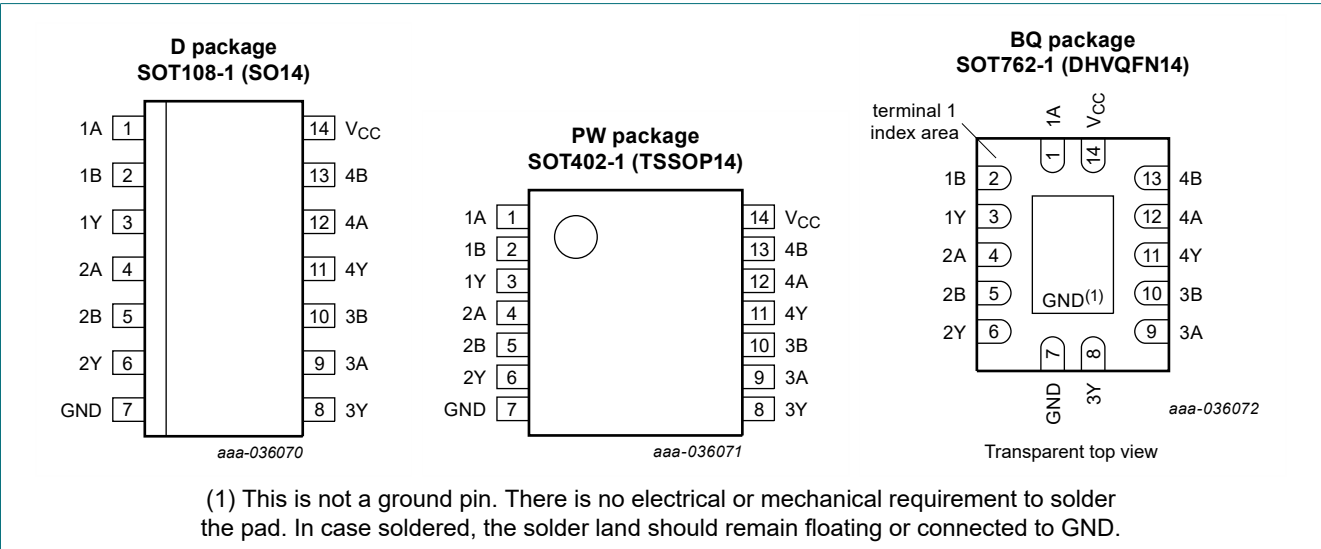 D package
SOT108-1 (SO14)
1A 1 14 VCC
1B 2 13 4B
1Y 3 12 4A
2A 4 11 4Y
2B 5 10 3B
2Y 6 9 3A
GND 7 8 3Y
aaa-036070
PW package
SOT402-1 (TSSOP14)
1A 1 14 VCC
1B 2 13 4B
1Y 3 12 4A
2A 4 11 4Y
2B 5 10 3B
2Y 6 9 3A
GND 7 8 3Y
aaa-036071
BQ package
SOT762-1 (DHVQFN14)
terminal 1
index area
1A VCC
1 14
1B 2 13 4B
1Y 3 12 4A
2A 4 11 4Y
2B 5 10 3B
GND(1)
2Y 6 9 3A
7 8
GND 3Y
aaa-036072
Transparent top view
(1) This is not a ground pin. There is no electrical or mechanical requirement to solder
the pad. In case soldered, the solder land should remain floating or connected to GND.